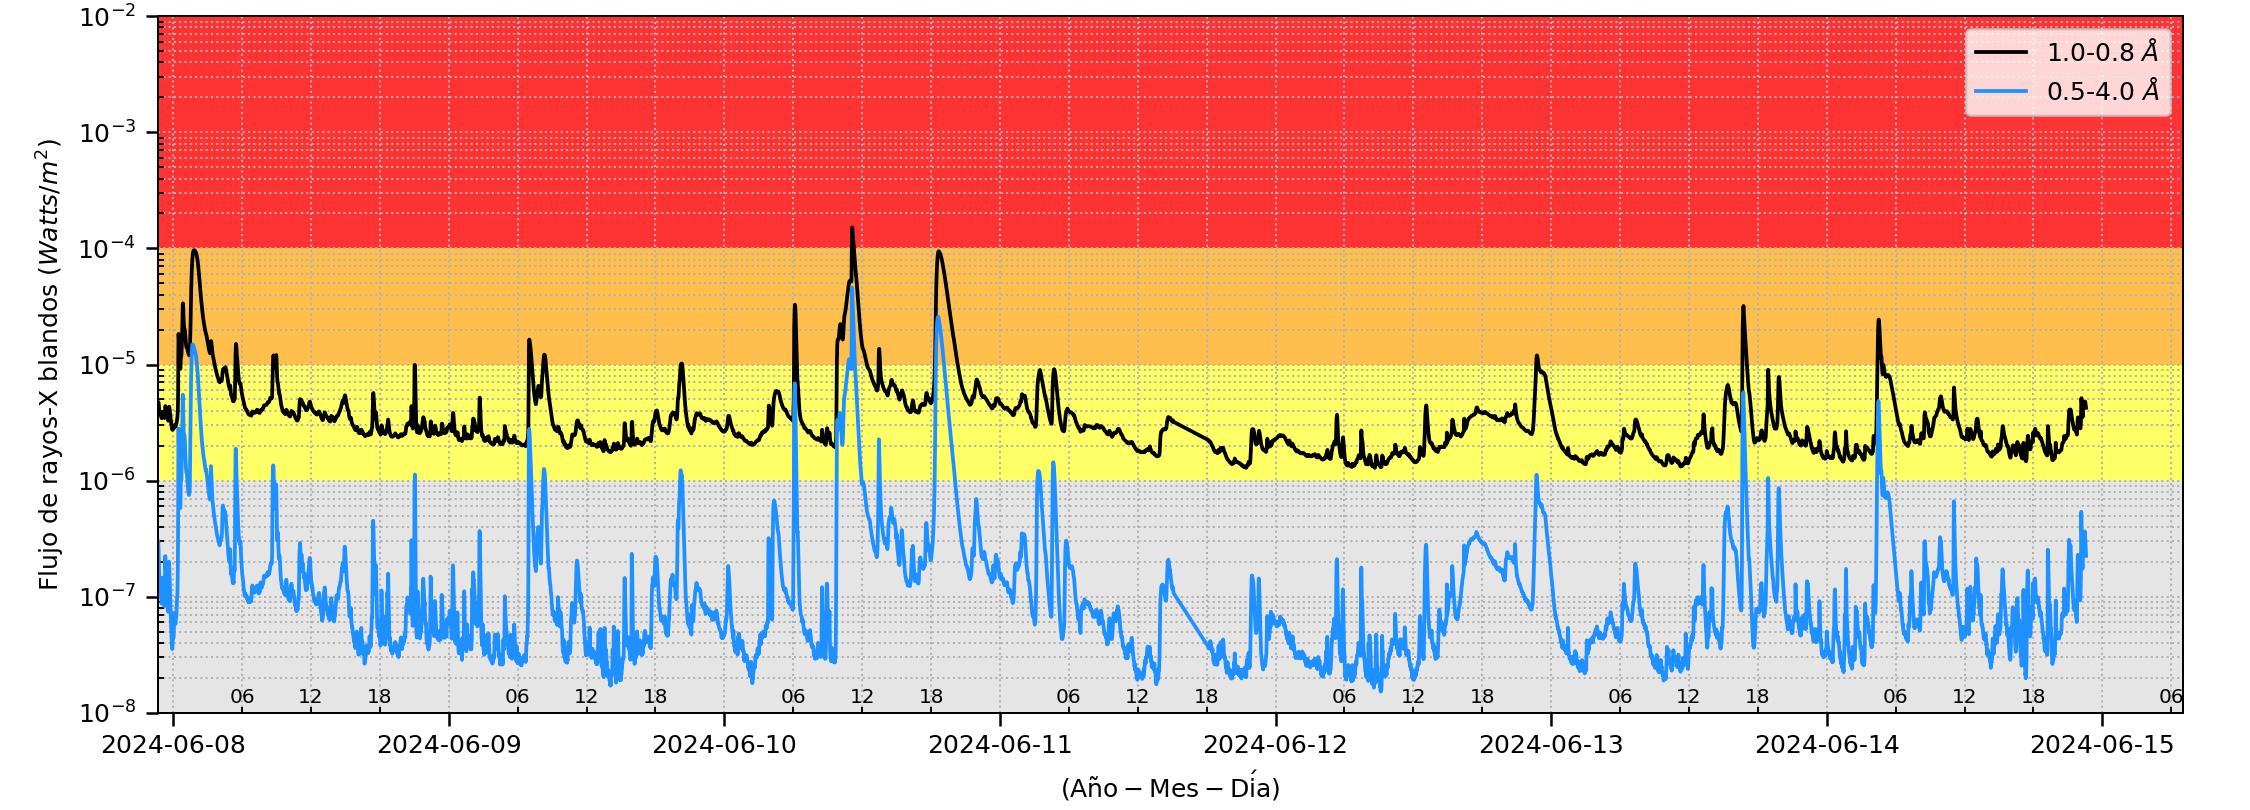 10⁻²
10⁻³
10⁻⁴
10⁻⁵
10⁻⁶
10⁻⁷
10⁻⁸
Flujo de rayos-X blandos (Watts/m²)
1.0-0.8 Å
0.5-4.0 Å
06 12 18 06 12 18 06 12 18 06 12 18 06 12 18 06 12 18 06 12 18 06
2024-06-08 2024-06-09 2024-06-10 2024-06-11 2024-06-12 2024-06-13 2024-06-14 2024-06-15
(Año − Mes − Día)